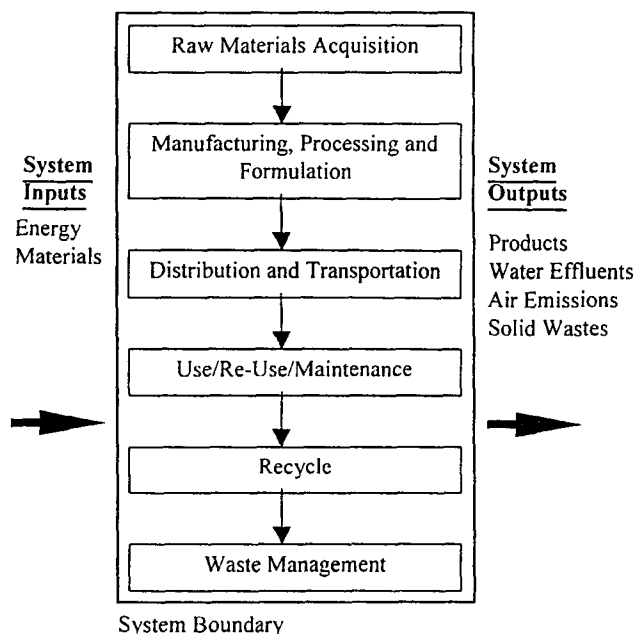 Raw Materials Acquisition
Manufacturing, Processing and
Formulation
System
Inputs
Energy
Materials
System
Outputs
Products
Water Effluents
Air Emissions
Solid Wastes
Distribution and Transportation
Use/Re-Use/Maintenance
Recycle
Waste Management
System Boundary